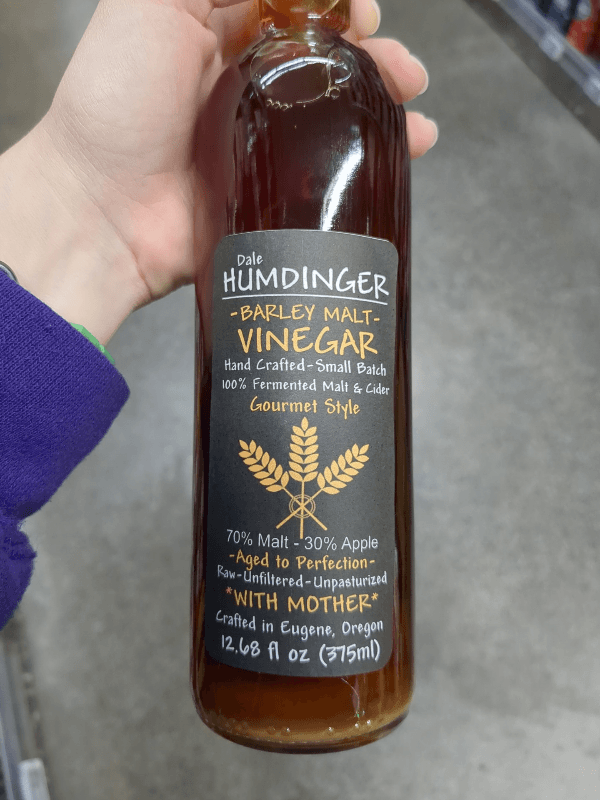 Dale
HUMDINGER
-BARLEY MALT-
VINEGAR
Hand Crafted-Small Batch
100% Fermented Malt & Cider
Gourmet Style
70% Malt - 30% Apple
-Aged to Perfection-
Raw-Unfiltered-Unpasturized
*WITH MOTHER*
Crafted in Eugene, Oregon
12.68 fl oz (375ml)